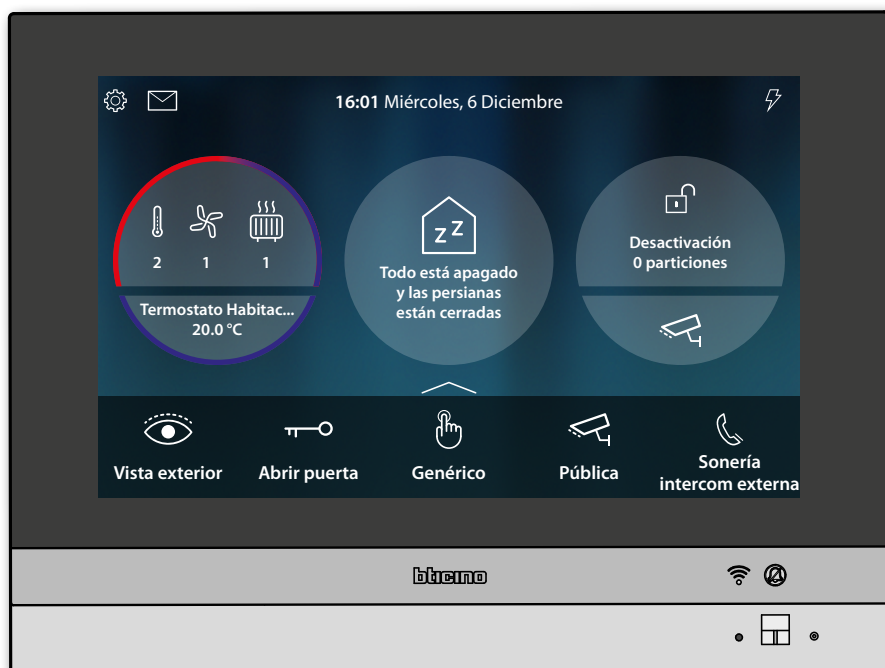 16:01 Miércoles, 6 Diciembre
2 1 1
Termostato Habitac...
20.0 °C
z Z
Todo está apagado
y las persianas
están cerradas
Desactivación
0 particiones
Vista exterior
Abrir puerta
Genérico
Pública
Sonería
intercom externa
bticino